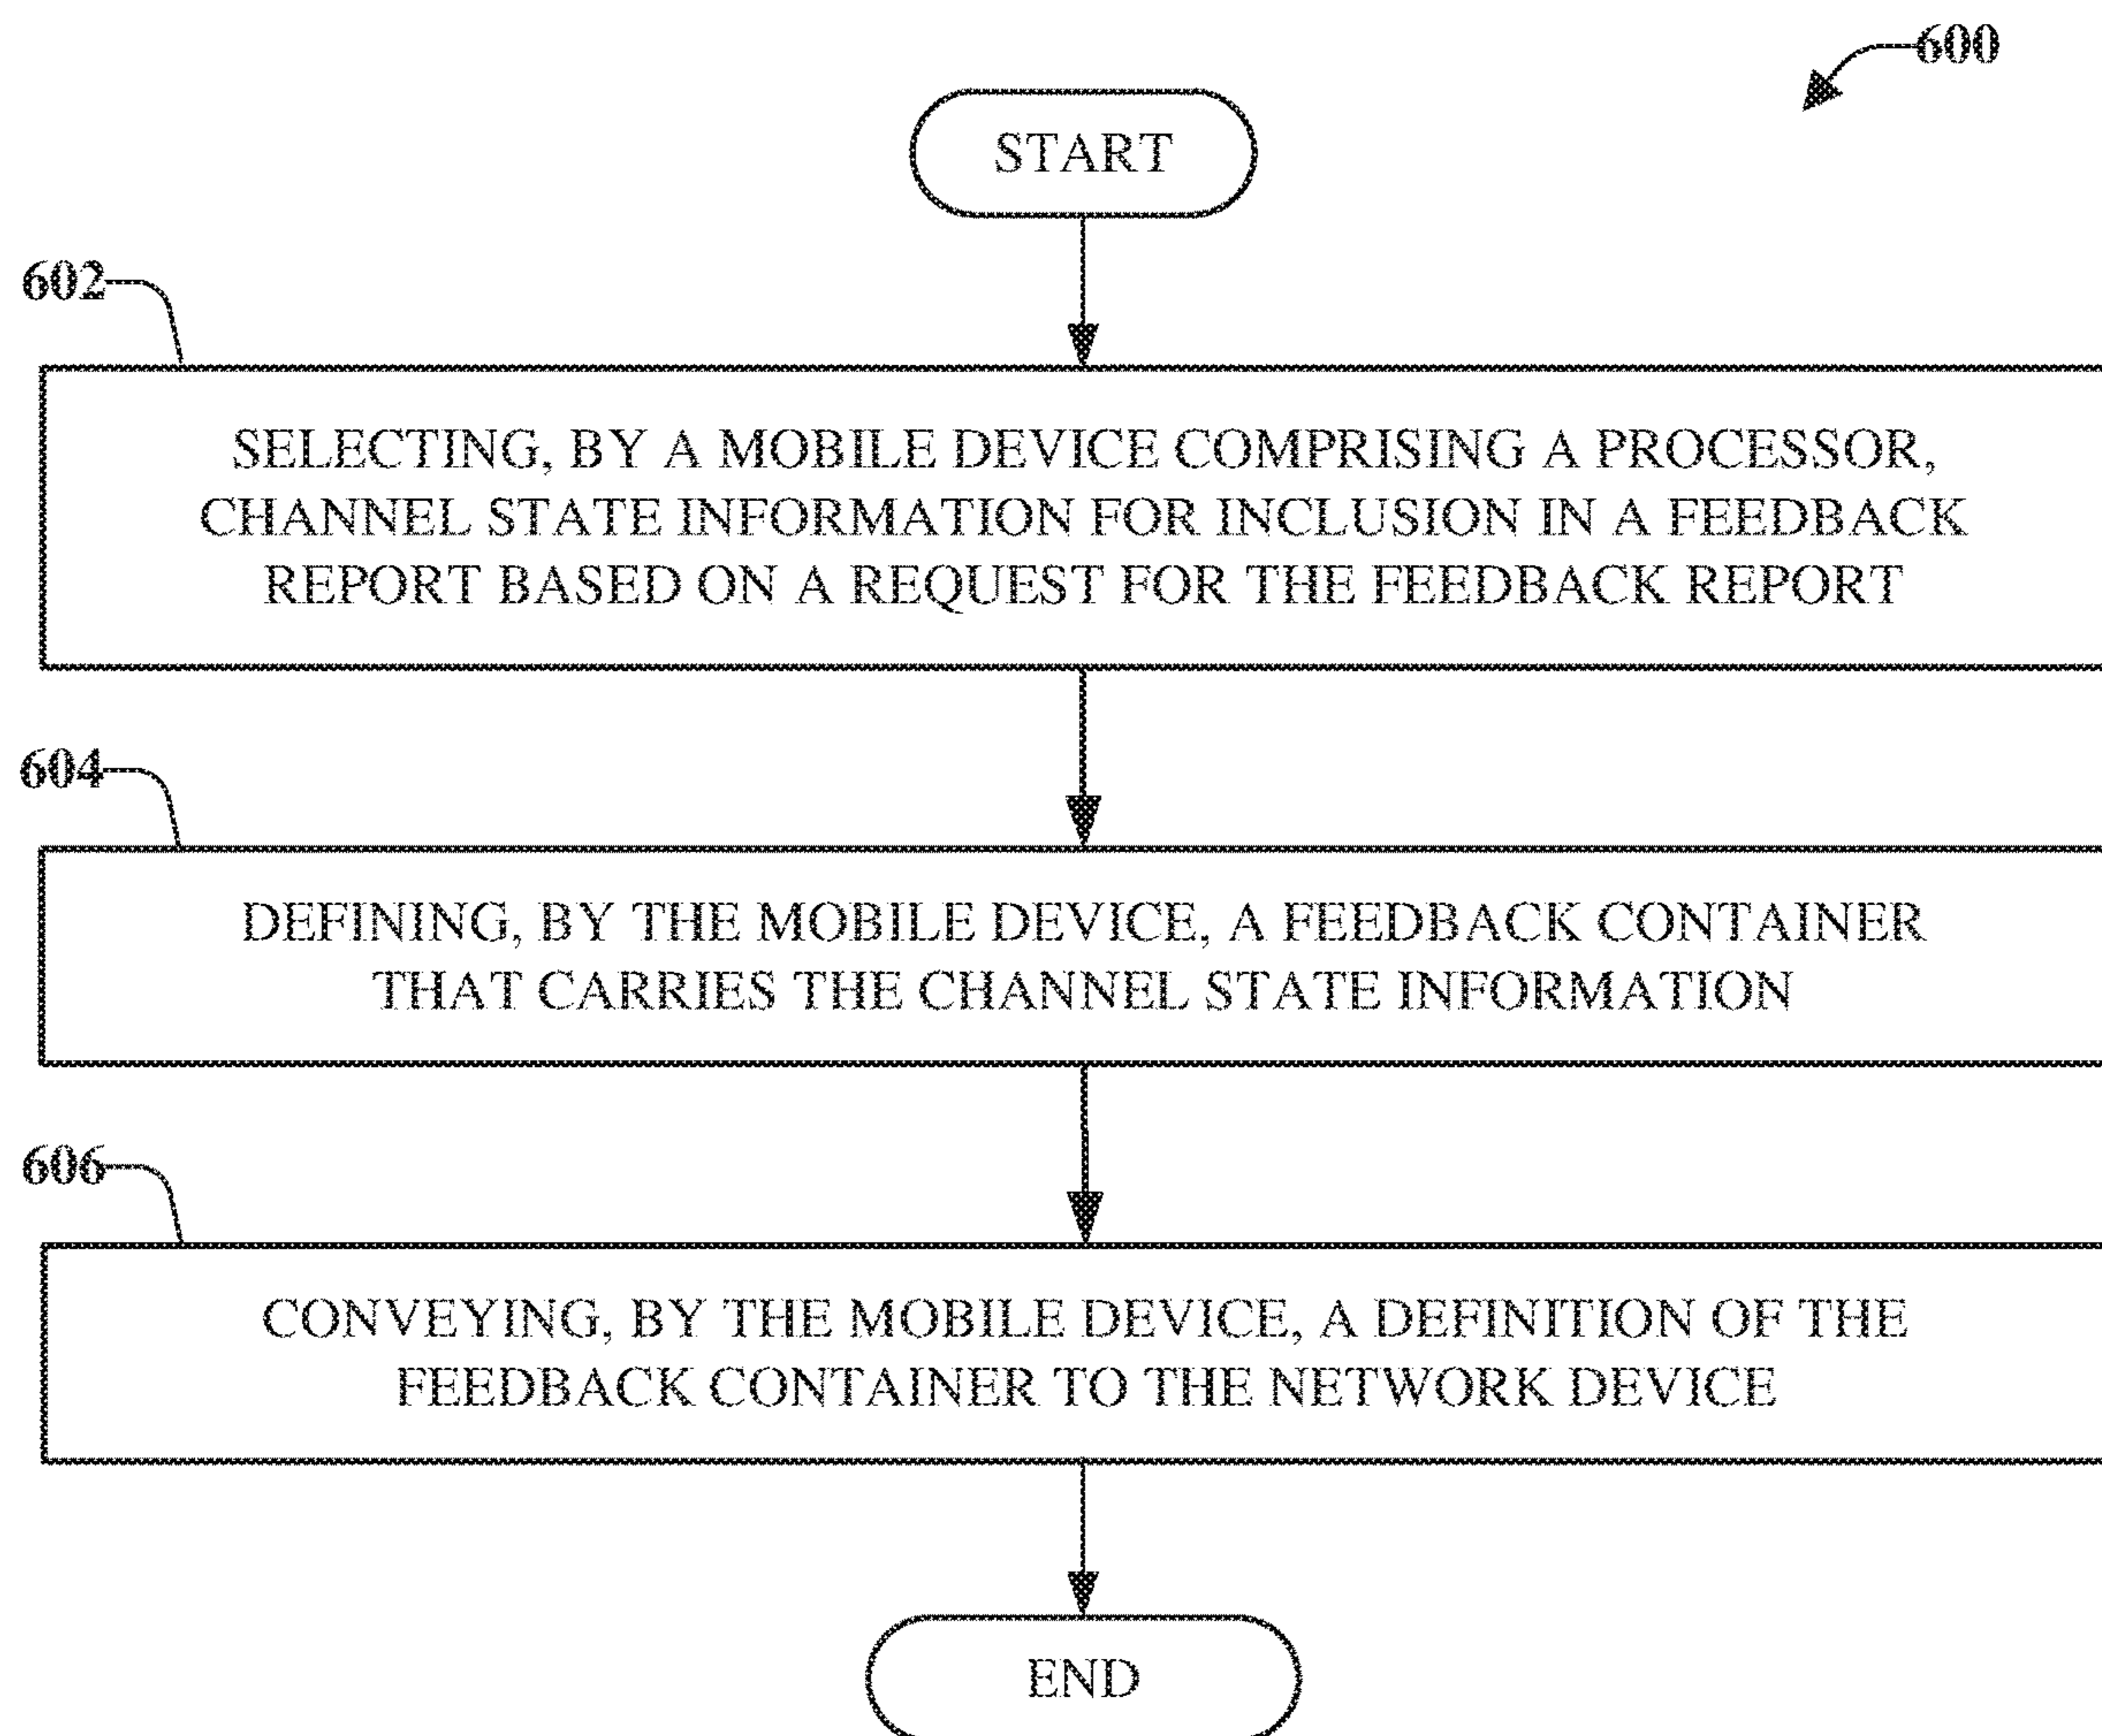 600
START
602
SELECTING, BY A MOBILE DEVICE COMPRISING A PROCESSOR,
CHANNEL STATE INFORMATION FOR INCLUSION IN A FEEDBACK
REPORT BASED ON A REQUEST FOR THE FEEDBACK REPORT
604
DEFINING, BY THE MOBILE DEVICE, A FEEDBACK CONTAINER
THAT CARRIES THE CHANNEL STATE INFORMATION
606
CONVEYING, BY THE MOBILE DEVICE, A DEFINITION OF THE
FEEDBACK CONTAINER TO THE NETWORK DEVICE
END